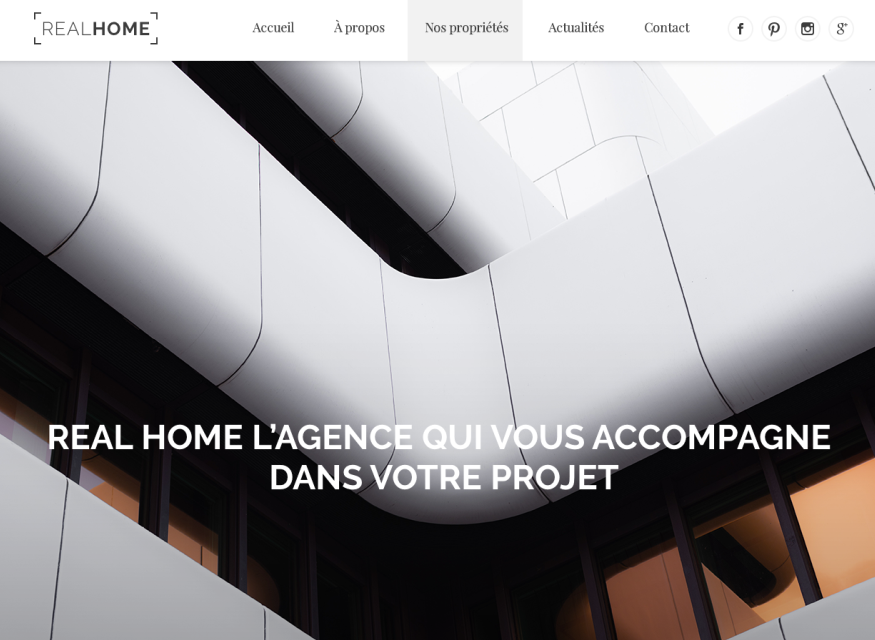 REALHOME
Accueil À propos Nos propriétés Actualités Contact
REAL HOME L’AGENCE QUI VOUS ACCOMPAGNE
DANS VOTRE PROJET